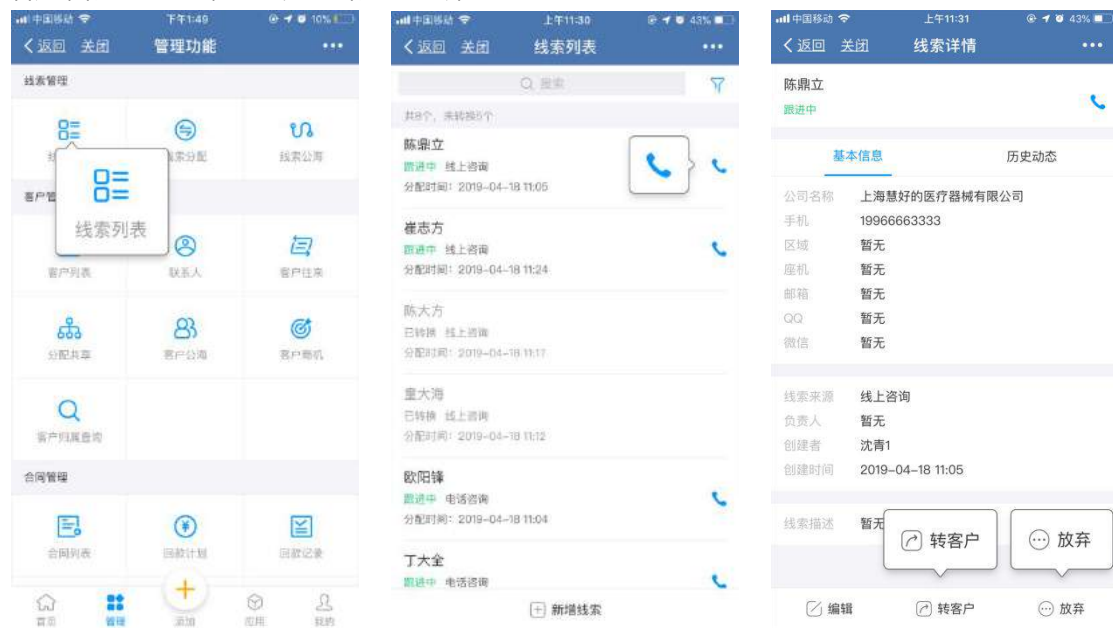 中国移动 下午1:49 10%
返回 关闭 管理功能
线索管理
线索分配
线索公海
线索列表
客户列表
联系人
客户往来
分配共享
客户公海
客户商机
客户归属查询
合同管理
合同列表
回款计划
回款记录
首页
管理
添加
应用
我的
中国移动 上午11:30 43%
返回 关闭 线索列表
搜索
共8个，未转换5个
陈鼎立
跟进中 线上咨询
分配时间：2019-04-18 11:05
崔志方
跟进中 线上咨询
分配时间：2019-04-18 11:24
陈大方
已转换 线上咨询
分配时间：2019-04-18 11:17
童大海
已转换 线上咨询
分配时间：2019-04-18 11:12
欧阳锋
跟进中 电话咨询
分配时间：2019-04-18 11:04
丁大全
跟进中 电话咨询
新增线索
中国移动 上午11:31 43%
返回 关闭 线索详情
陈鼎立
跟进中
基本信息 历史动态
公司名称 上海慧好的医疗器械有限公司
手机 19966663333
区域 暂无
座机 暂无
邮箱 暂无
QQ 暂无
微信 暂无
线索来源 线上咨询
负责人 暂无
创建者 沈青1
创建时间 2019-04-18 11:05
线索描述 暂无
转客户 放弃
编辑 转客户 放弃